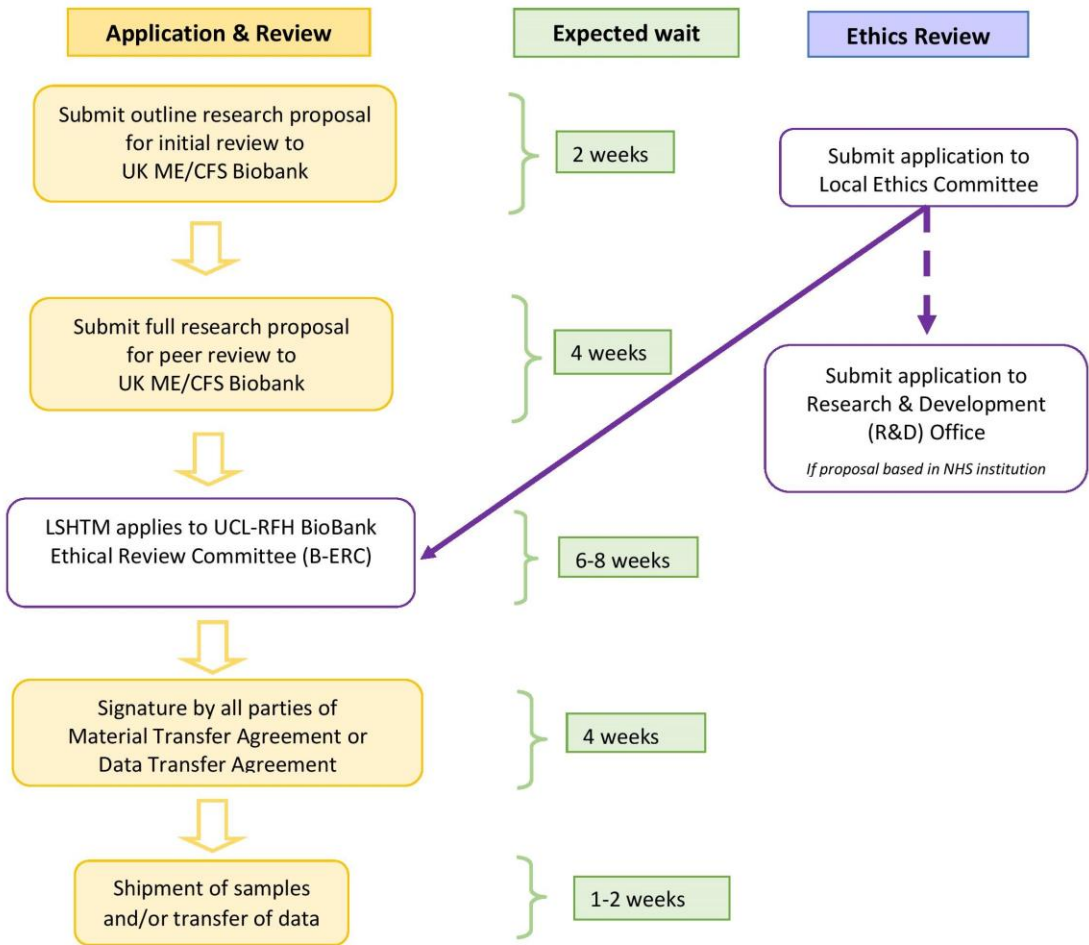 Application & Review
Expected wait
Ethics Review
Submit outline research proposal
for initial review to
UK ME/CFS Biobank
2 weeks
Submit application to
Local Ethics Committee
Submit full research proposal
for peer review to
UK ME/CFS Biobank
4 weeks
Submit application to
Research & Development
(R&D) Office
If proposal based in NHS institution
LSHTM applies to UCL-RFH BioBank
Ethical Review Committee (B-ERC)
6-8 weeks
Signature by all parties of
Material Transfer Agreement or
Data Transfer Agreement
4 weeks
Shipment of samples
and/or transfer of data
1-2 weeks